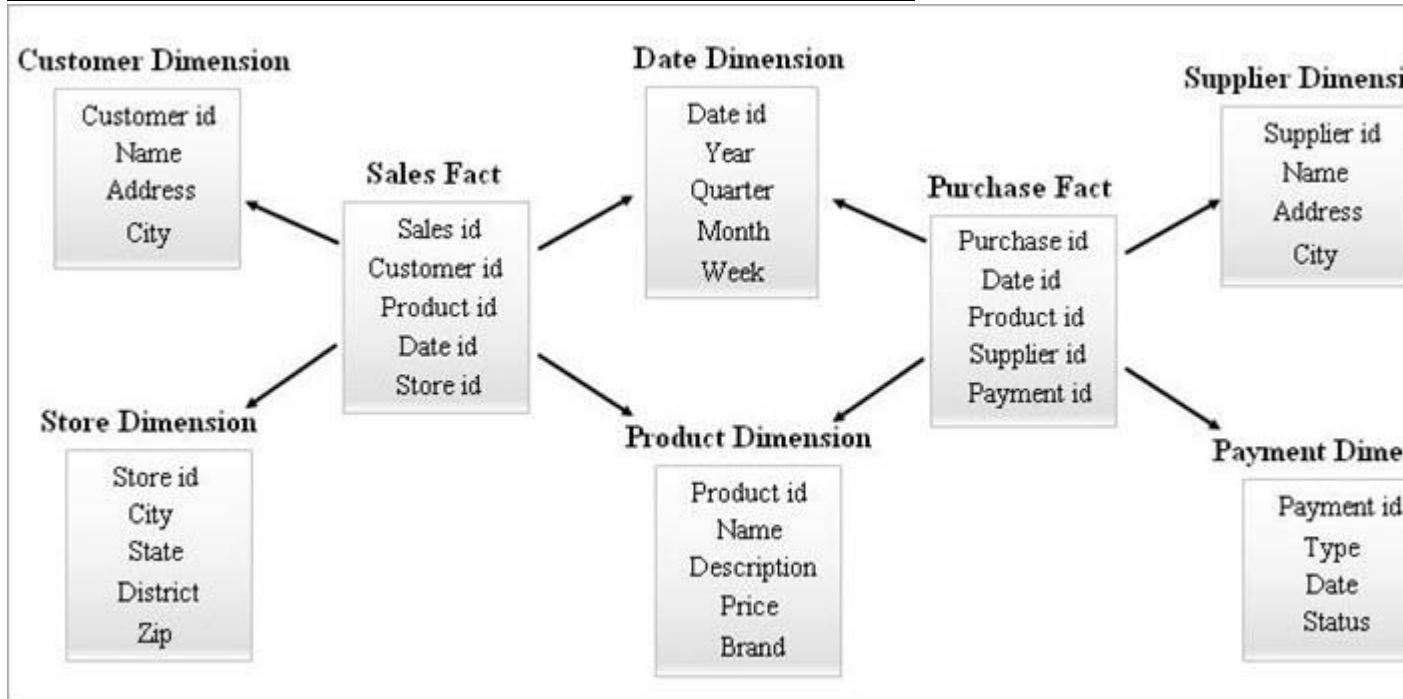 Customer Dimension
Customer id
Name
Address
City
Sales Fact
Sales id
Customer id
Product id
Date id
Store id
Date Dimension
Date id
Year
Quarter
Month
Week
Purchase Fact
Purchase id
Date id
Product id
Supplier id
Payment id
Supplier Dimensi
Supplier id
Name
Address
City
Store Dimension
Store id
City
State
District
Zip
Product Dimension
Product id
Name
Description
Price
Brand
Payment Dime
Payment id
Type
Date
Status